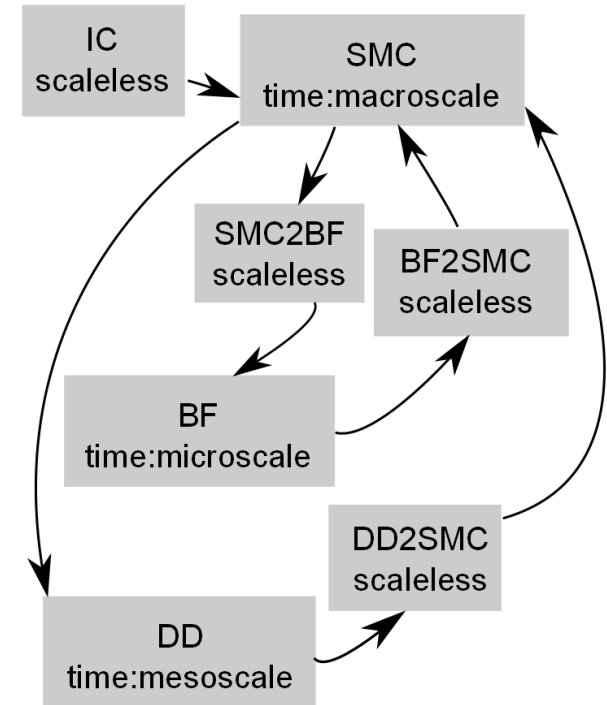 IC
scaleless
SMC
time:macroscale
SMC2BF
scaleless
BF2SMC
scaleless
BF
time:microscale
DD2SMC
scaleless
DD
time:mesoscale